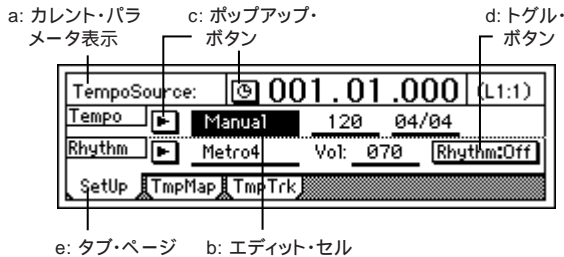 a: カレント・パラ
メータ表示
c: ポップアップ・
ボタン
d: トグル・
ボタン
TempoSource: 001.01.000 (L1:1)
Tempo Manual 120 04/04
Rhythm Metro4 Vol: 070 Rhythm:Off
SetUp TmpMap TmpTrk
e: タブ・ページ b: エディット・セル